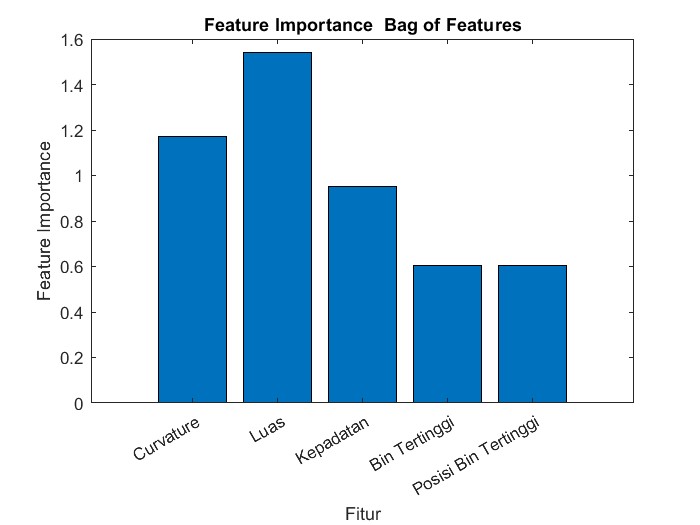 Feature Importance  Bag of Features
Feature Importance
1.6
1.4
1.2
1
0.8
0.6
0.4
0.2
0
Curvature
Luas
Kepadatan
Bin Tertinggi
Posisi Bin Tertinggi
Fitur